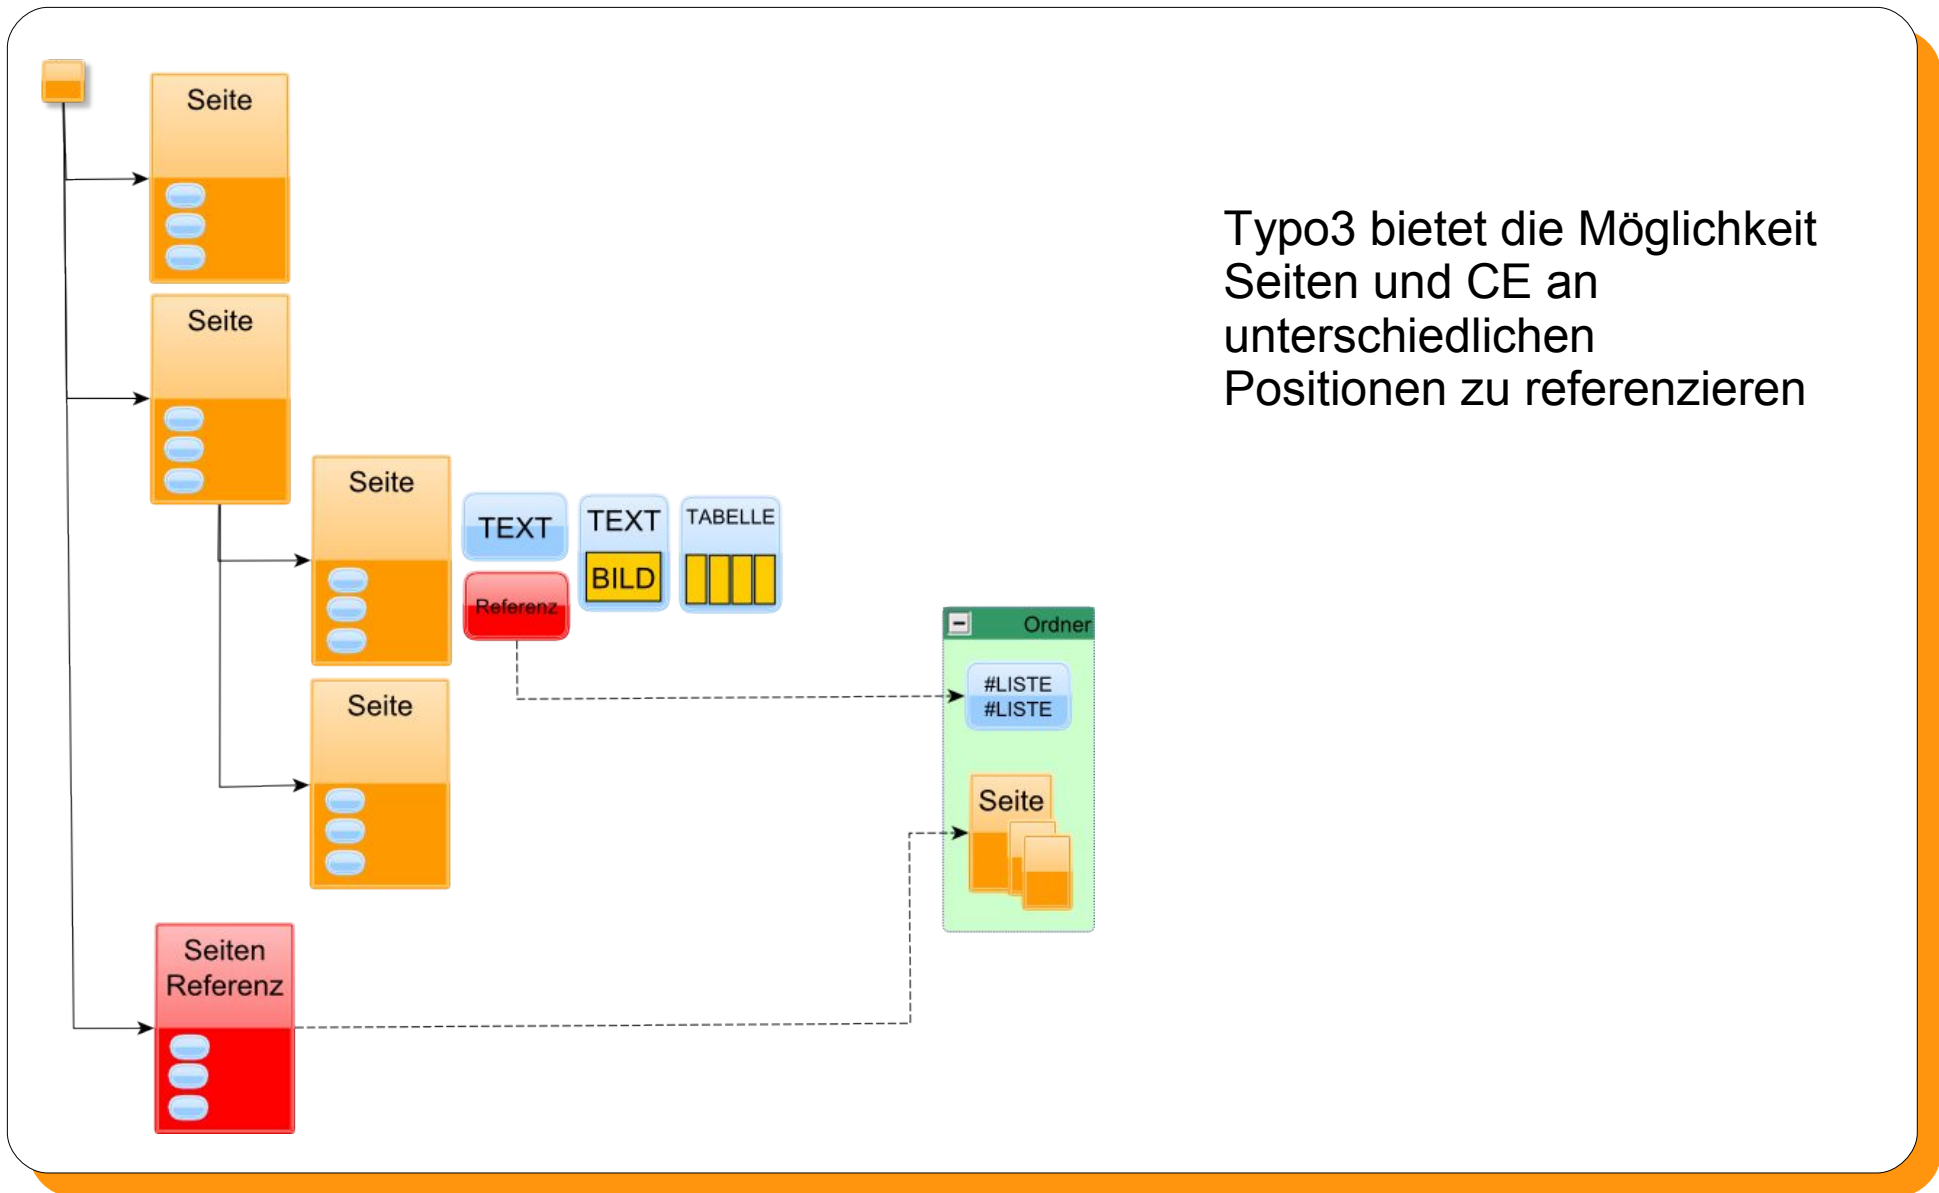 Seite
Seite
Seite
TEXT
TEXT
BILD
TABELLE
Referenz
Seite
Seiten
Referenz
Ordner
#LISTE
#LISTE
Seite
Typo3 bietet die Möglichkeit
Seiten und CE an
unterschiedlichen
Positionen zu referenzieren